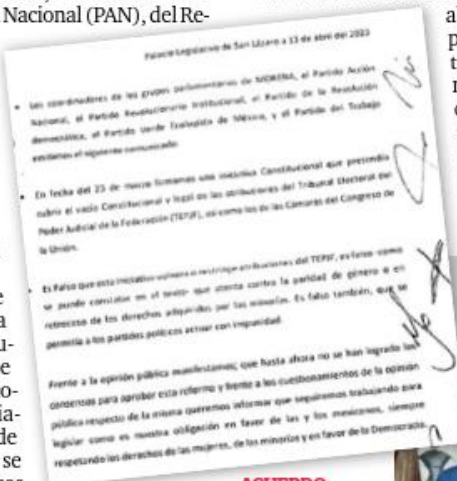 Nacional (PAN), del Re-
Palacio Legislativo de San Lázaro a 13 de abril del 2023
• Los coordinadores de los grupos parlamentarios de MORENA, el Partido Acción
Nacional, el Partido Revolucionario Institucional, el Partido de la Revolución
democrática, el Partido Verde Ecologista de México, y el Partido del Trabajo
emitimos el siguiente comunicado:
• En fecha del 23 de marzo firmamos una iniciativa Constitucional que pretendía
cubrir el vacío Constitucional y legal de las atribuciones del Tribunal Electoral del
Poder Judicial de la Federación (TEPJF), así como los de las Cámaras del Congreso de
la Unión.
• Es Falso que esta iniciativa vulnera o restringe atribuciones del TEPJF, es falso -como
se puede constatar en el texto- que atenta contra la paridad de género o en
retroceso de los derechos adquiridos por las minorías. Es falso también, que se
permitía a los partidos políticos actuar con impunidad.
Frente a la opinión pública manifestamos; que hasta ahora no se han logrado los
consensos para aprobar esta reforma y frente a los cuestionamientos de la opinión
pública respecto de la misma queremos informar que seguiremos trabajando para
legislar como es nuestra obligación en favor de las y los mexicanos, siempre
respetando los derechos de las mujeres, de las minorías y en favor de la Democracia
ACUERDO